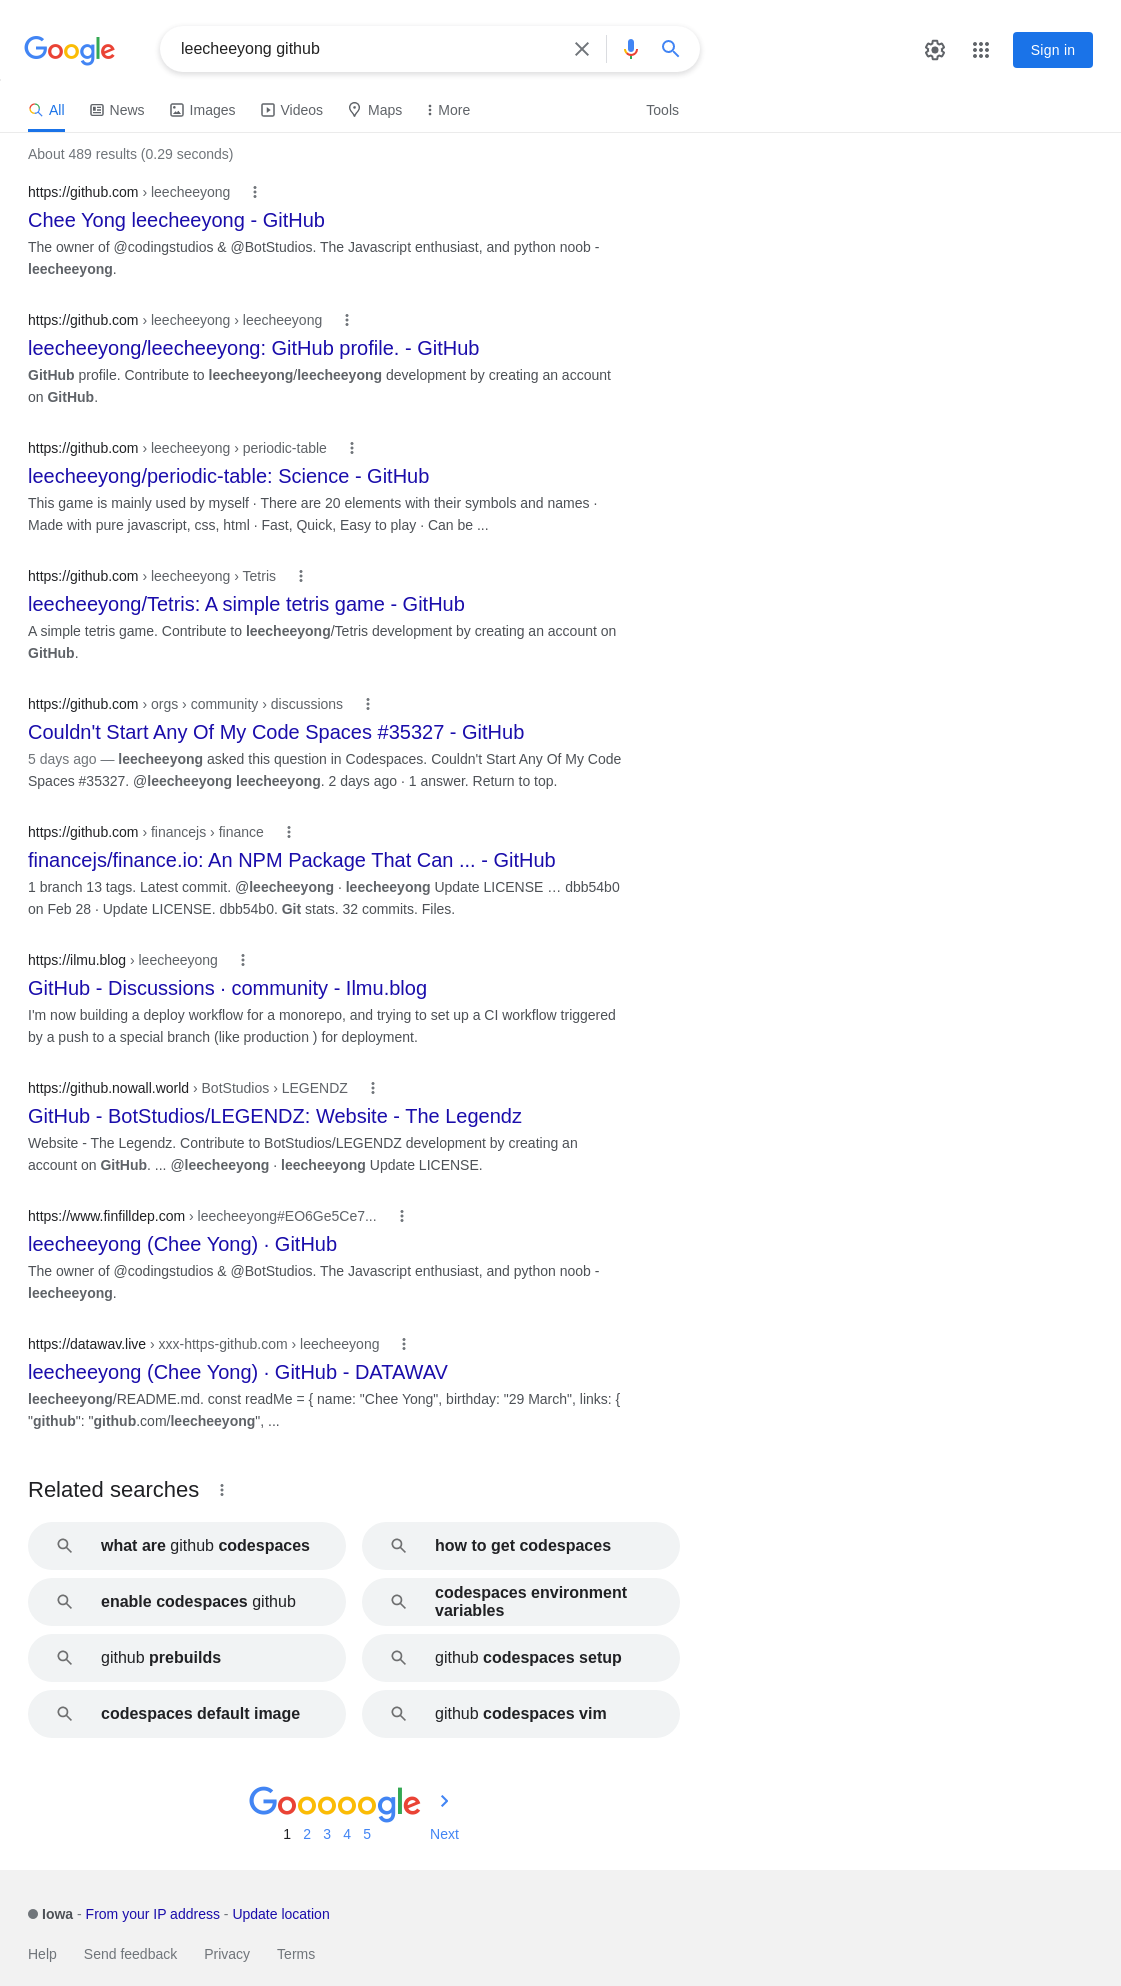 Google
leecheeyong github
Sign in
All
News
Images
Videos
Maps
More
Tools
About 489 results (0.29 seconds)
https://github.com › leecheeyong
Chee Yong leecheeyong - GitHub
The owner of @codingstudios & @BotStudios. The Javascript enthusiast, and python noob -
leecheeyong.
https://github.com › leecheeyong › leecheeyong
leecheeyong/leecheeyong: GitHub profile. - GitHub
GitHub profile. Contribute to leecheeyong/leecheeyong development by creating an account
on GitHub.
https://github.com › leecheeyong › periodic-table
leecheeyong/periodic-table: Science - GitHub
This game is mainly used by myself · There are 20 elements with their symbols and names ·
Made with pure javascript, css, html · Fast, Quick, Easy to play · Can be ...
https://github.com › leecheeyong › Tetris
leecheeyong/Tetris: A simple tetris game - GitHub
A simple tetris game. Contribute to leecheeyong/Tetris development by creating an account on
GitHub.
https://github.com › orgs › community › discussions
Couldn't Start Any Of My Code Spaces #35327 - GitHub
5 days ago — leecheeyong asked this question in Codespaces. Couldn't Start Any Of My Code
Spaces #35327. @leecheeyong leecheeyong. 2 days ago · 1 answer. Return to top.
https://github.com › financejs › finance
financejs/finance.io: An NPM Package That Can ... - GitHub
1 branch 13 tags. Latest commit. @leecheeyong · leecheeyong Update LICENSE … dbb54b0
on Feb 28 · Update LICENSE. dbb54b0. Git stats. 32 commits. Files.
https://ilmu.blog › leecheeyong
GitHub - Discussions · community - Ilmu.blog
I'm now building a deploy workflow for a monorepo, and trying to set up a CI workflow triggered
by a push to a special branch (like production ) for deployment.
https://github.nowall.world › BotStudios › LEGENDZ
GitHub - BotStudios/LEGENDZ: Website - The Legendz
Website - The Legendz. Contribute to BotStudios/LEGENDZ development by creating an
account on GitHub. ... @leecheeyong · leecheeyong Update LICENSE.
https://www.finfilldep.com › leecheeyong#EO6Ge5Ce7...
leecheeyong (Chee Yong) · GitHub
The owner of @codingstudios & @BotStudios. The Javascript enthusiast, and python noob -
leecheeyong.
https://datawav.live › xxx-https-github.com › leecheeyong
leecheeyong (Chee Yong) · GitHub - DATAWAV
leecheeyong/README.md. const readMe = { name: "Chee Yong", birthday: "29 March", links: {
"github": "github.com/leecheeyong", ...
Related searches
what are github codespaces
how to get codespaces
enable codespaces github
codespaces environment
variables
github prebuilds
github codespaces setup
codespaces default image
github codespaces vim
Gooooogle
1 2 3 4 5 Next
Iowa - From your IP address - Update location
Help Send feedback Privacy Terms